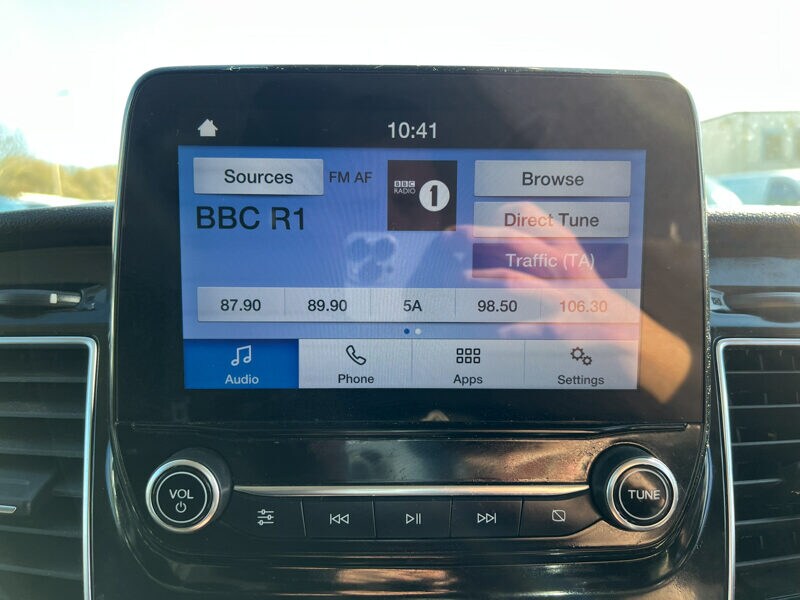 10:41
Sources
FM AF
BBC
RADIO
1
Browse
BBC R1
Direct Tune
Traffic (TA)
87.90 89.90 5A 98.50 106.30
Audio Phone Apps Settings
VOL
TUNE